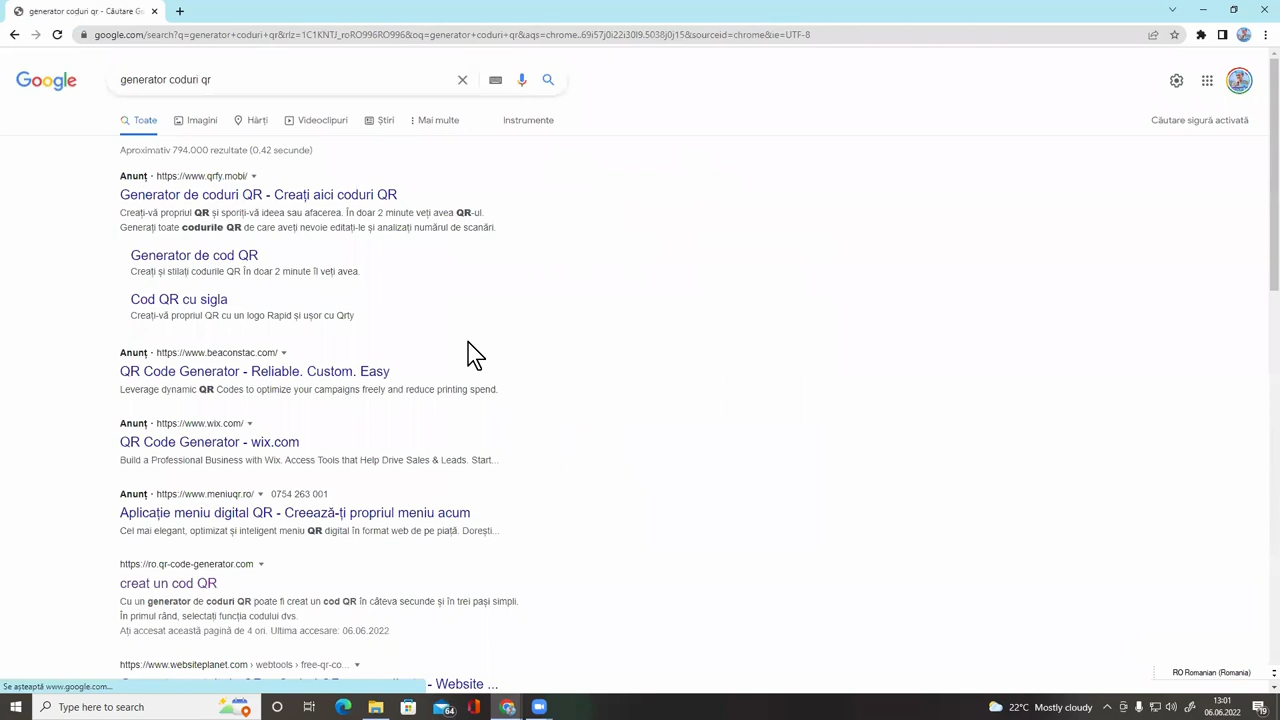 generator coduri qr - Căutare Go
google.com/search?q=generator+coduri+qr&rlz=1C1KNTJ_roRO996RO996&oq=generator+coduri+qr&aqs=chrome..69i57j0i22i30l9.5038j0j15&sourceid=chrome&ie=UTF-8
Google
generator coduri qr
Toate
Imagini
Hărți
Videoclipuri
Știri
Mai multe
Instrumente
Căutare sigură activată
Aproximativ 794.000 rezultate (0,42 secunde)
Anunț · https://www.qrfy.mobi/
Generator de coduri QR - Creați aici coduri QR
Creați-vă propriul QR și sporiți-vă ideea sau afacerea. În doar 2 minute veți avea QR-ul.
Generați toate codurile QR de care aveți nevoie editați-le și analizați numărul de scanări.
Generator de cod QR
Creați și stilați codurile QR În doar 2 minute îl veți avea.
Cod QR cu sigla
Creați-vă propriul QR cu un logo Rapid și ușor cu Qrty
Anunț · https://www.beaconstac.com/
QR Code Generator - Reliable. Custom. Easy
Leverage dynamic QR Codes to optimize your campaigns freely and reduce printing spend.
Anunț · https://www.wix.com/
QR Code Generator - wix.com
Build a Professional Business with Wix. Access Tools that Help Drive Sales & Leads. Start...
Anunț · https://www.meniuqr.ro/ 0754 263 001
Aplicație meniu digital QR - Creează-ți propriul meniu acum
Cel mai elegant, optimizat și inteligent meniu QR digital în format web de pe piață. Dorești...
https://ro.qr-code-generator.com
creat un cod QR
Cu un generator de coduri QR poate fi creat un cod QR în câteva secunde și în trei pași simpli.
În primul rând, selectați funcția codului dvs.
Ați accesat această pagină de 4 ori. Ultima accesare: 06.06.2022
https://www.websiteplanet.com › webtools › free-qr-co...
- Website ...
RO Romanian (Romania)
Se așteaptă www.google.com...
Type here to search
64
22°C Mostly cloudy
13:01
06.06.2022
19